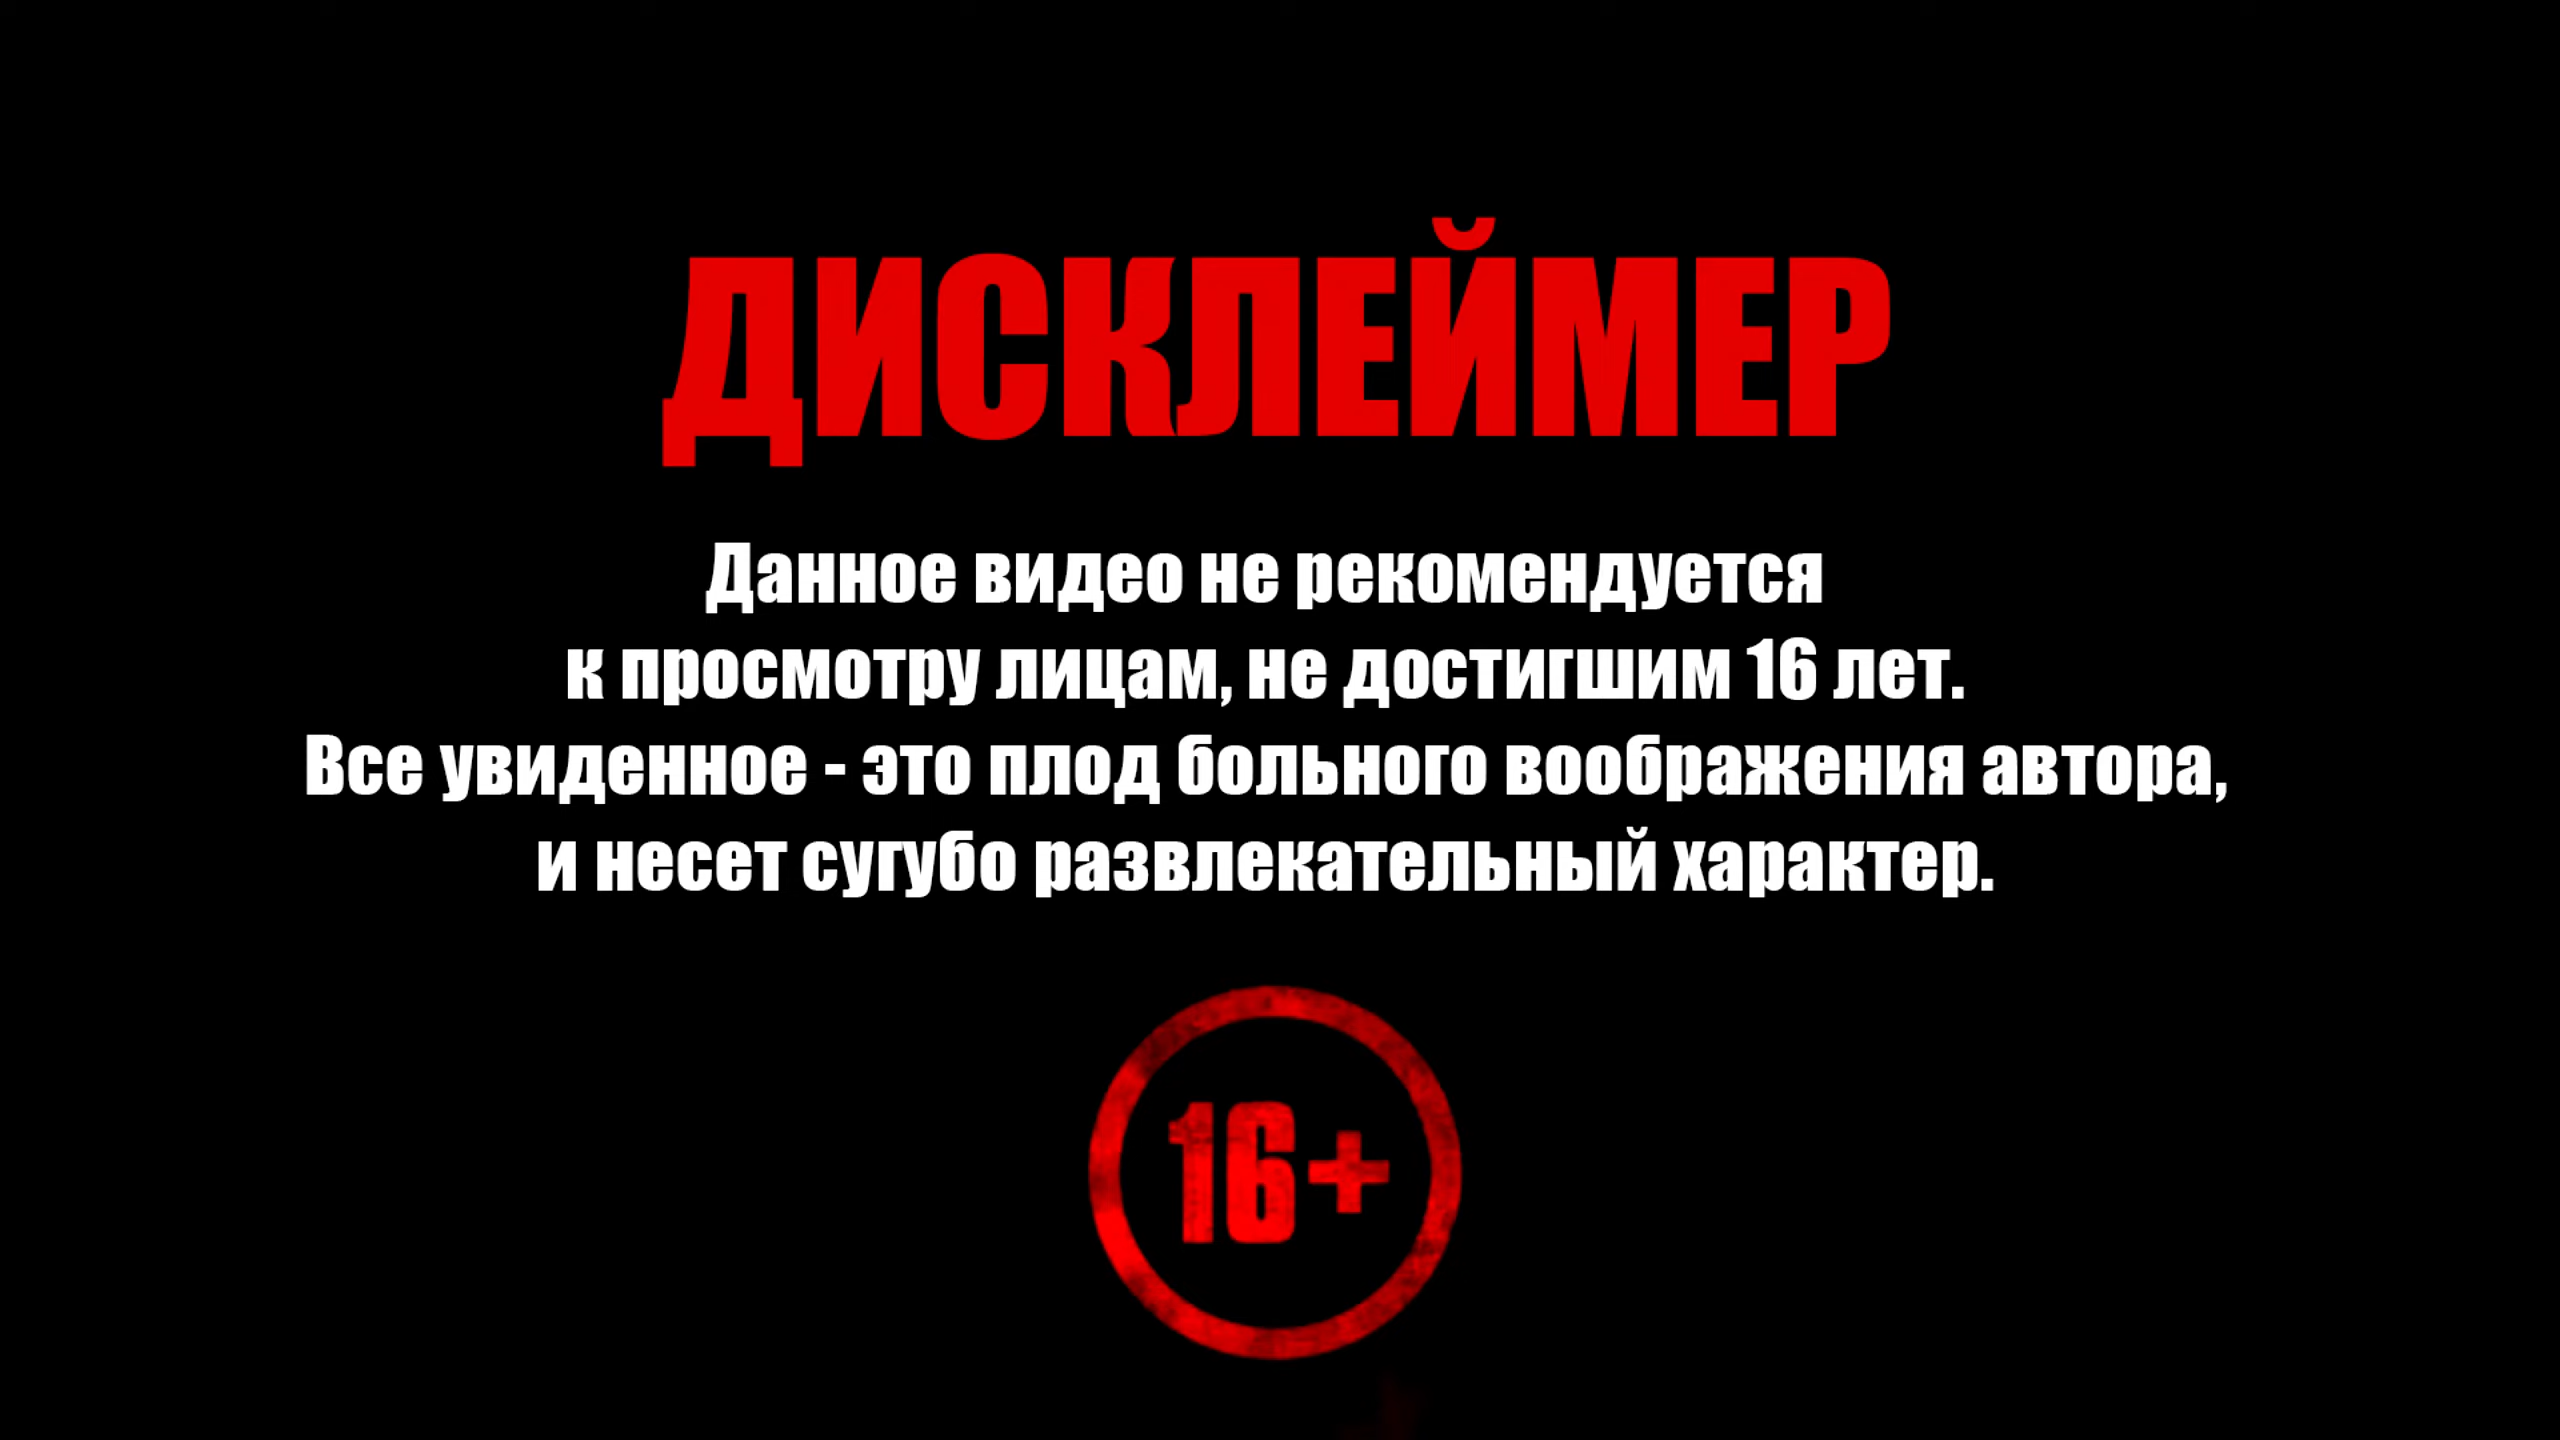 ДИСКЛЕЙМЕР
Данное видео не рекомендуется
к просмотру лицам, не достигшим 16 лет.
Все увиденное - это плод больного воображения автора,
и несет сугубо развлекательный характер.
16+